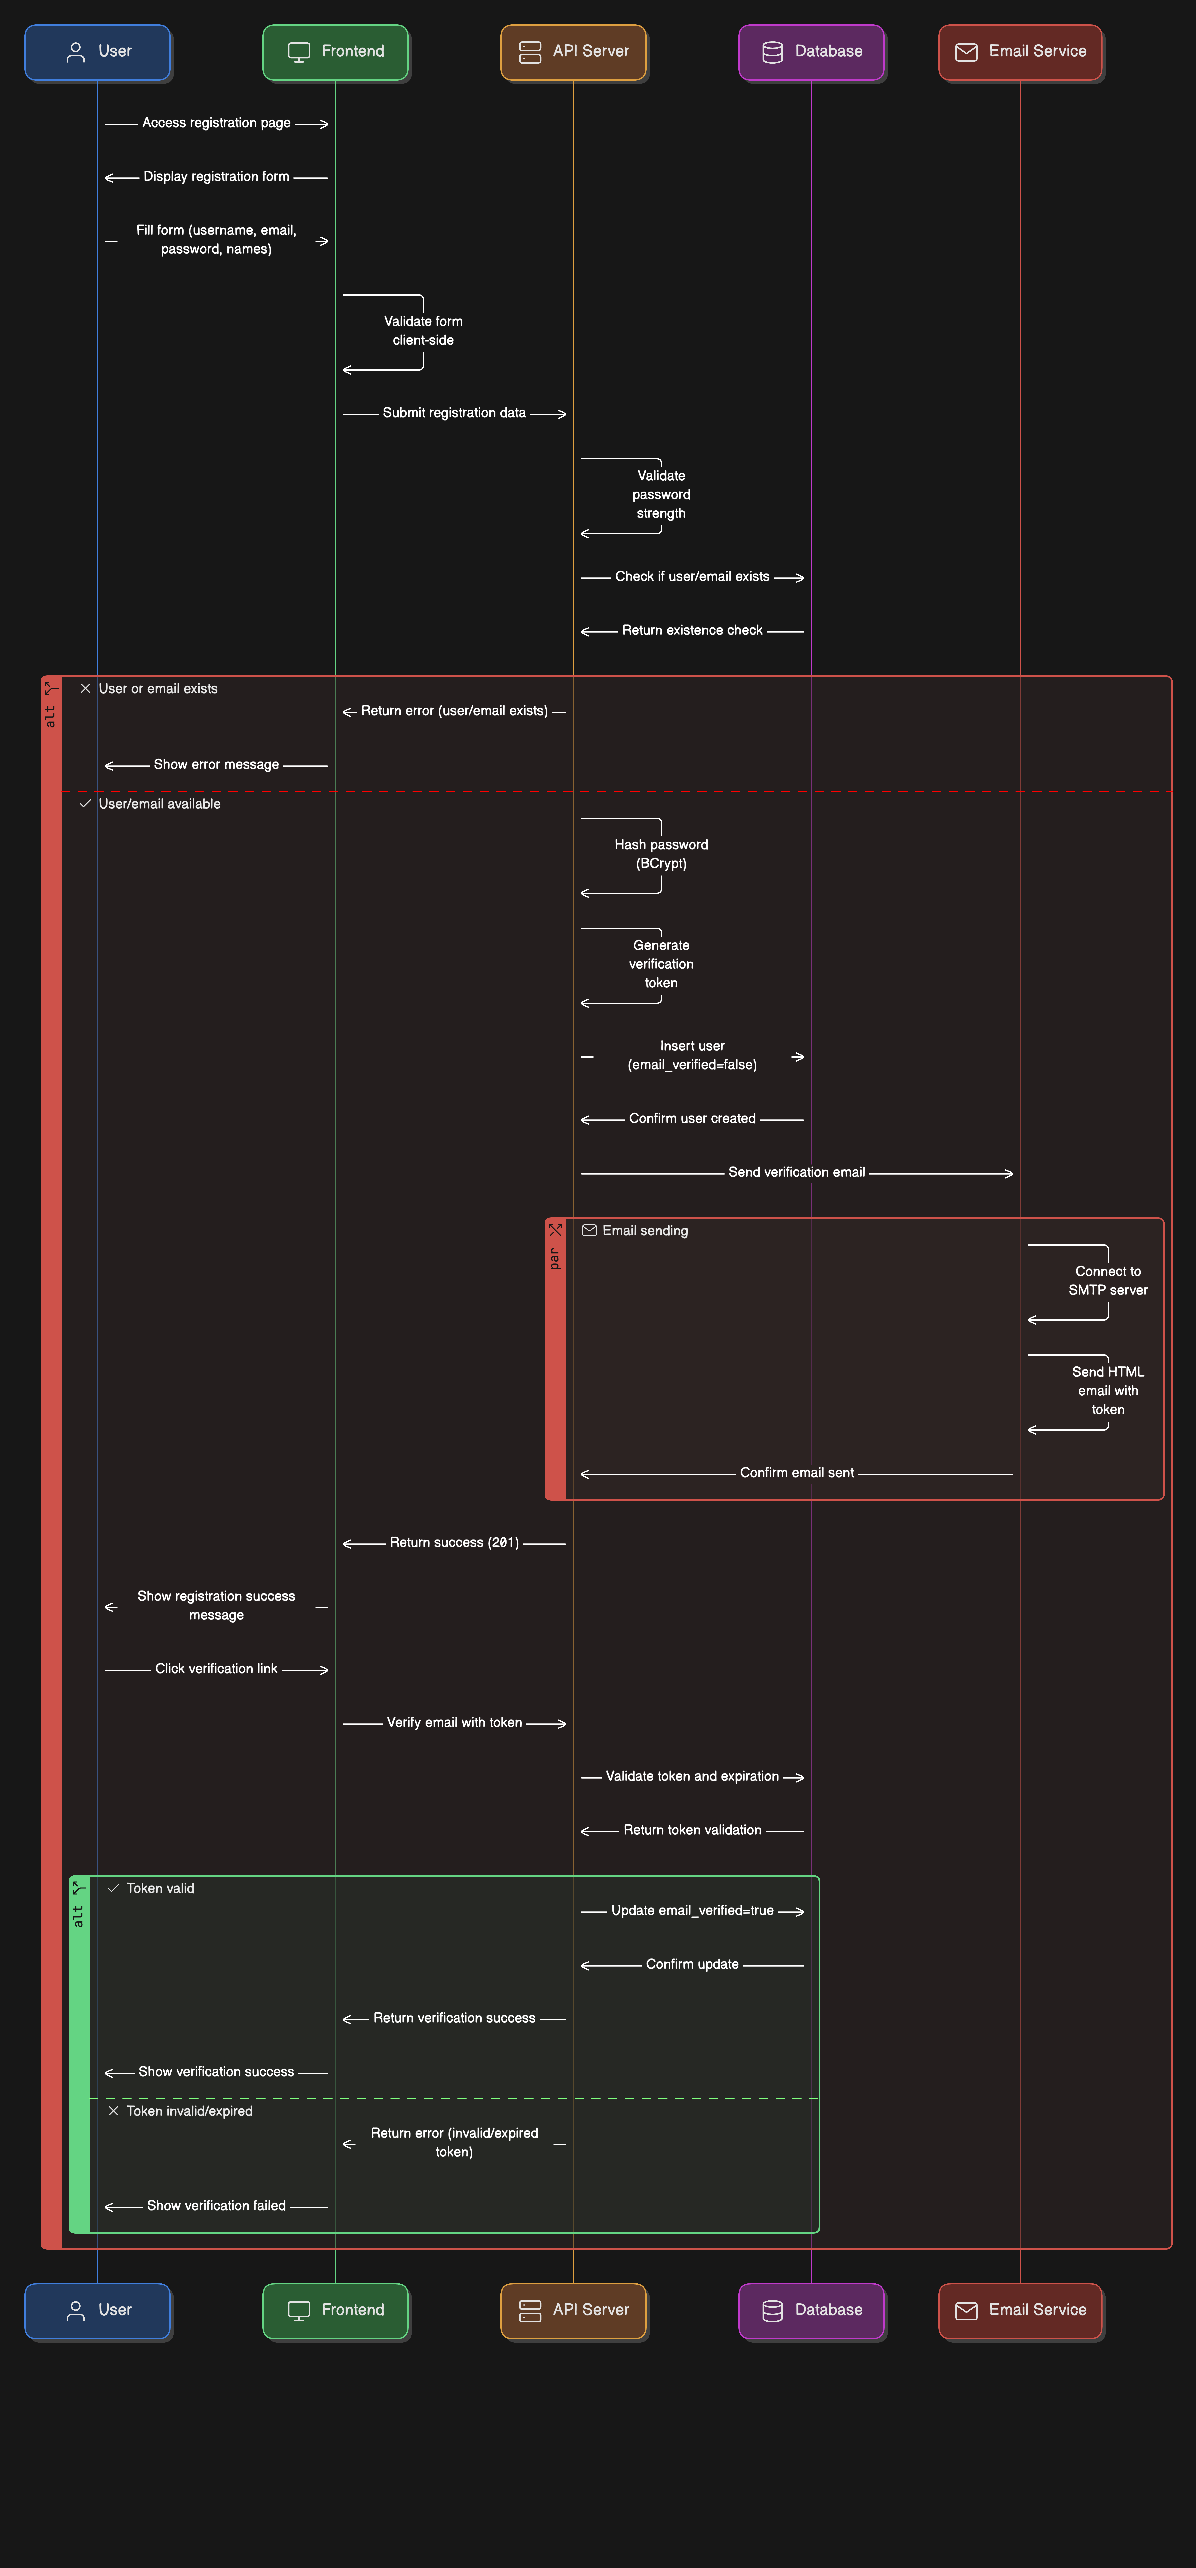 User
Frontend
API Server
Database
Email Service
Access registration page
Display registration form
Fill form (username, email,
password, names)
Validate form
client-side
Submit registration data
Validate
password
strength
Check if user/email exists
Return existence check
alt
User or email exists
Return error (user/email exists)
Show error message
User/email available
Hash password
(BCrypt)
Generate
verification
token
Insert user
(email_verified=false)
Confirm user created
Send verification email
par
Email sending
Connect to
SMTP server
Send HTML
email with
token
Confirm email sent
Return success (201)
Show registration success
message
Click verification link
Verify email with token
Validate token and expiration
Return token validation
alt
Token valid
Update email_verified=true
Confirm update
Return verification success
Show verification success
Token invalid/expired
Return error (invalid/expired
token)
Show verification failed
User
Frontend
API Server
Database
Email Service